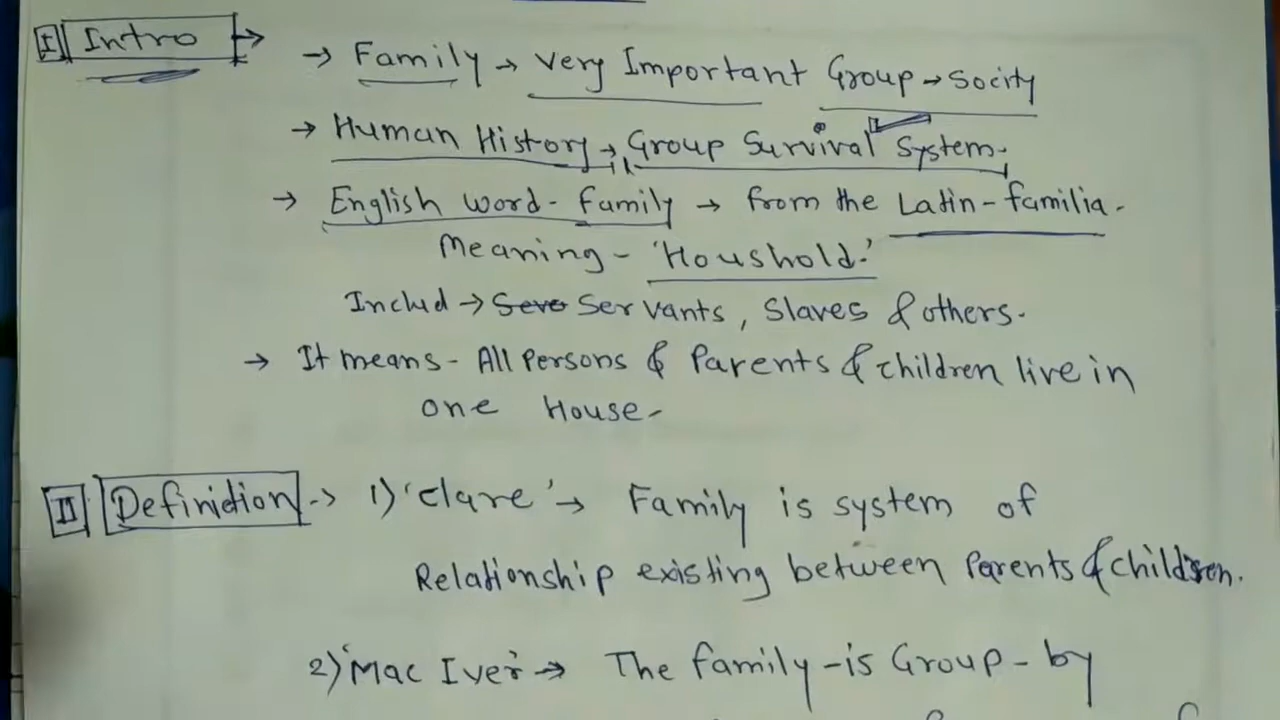 I Intro →
→ Family → Very Important Group → Socity
→ Human History → Group Survival System.
→ English word - family → from the Latin - familia.
Meaning - 'Houshold.'
Includ → Servants, Slaves & others.
→ It means - All Persons & Parents & children live in
one House -
II Definition → 1) 'Clare' → Family is system of
Relationship existing between Parents & children.
2) 'Mac Iver → The family - is Group - by